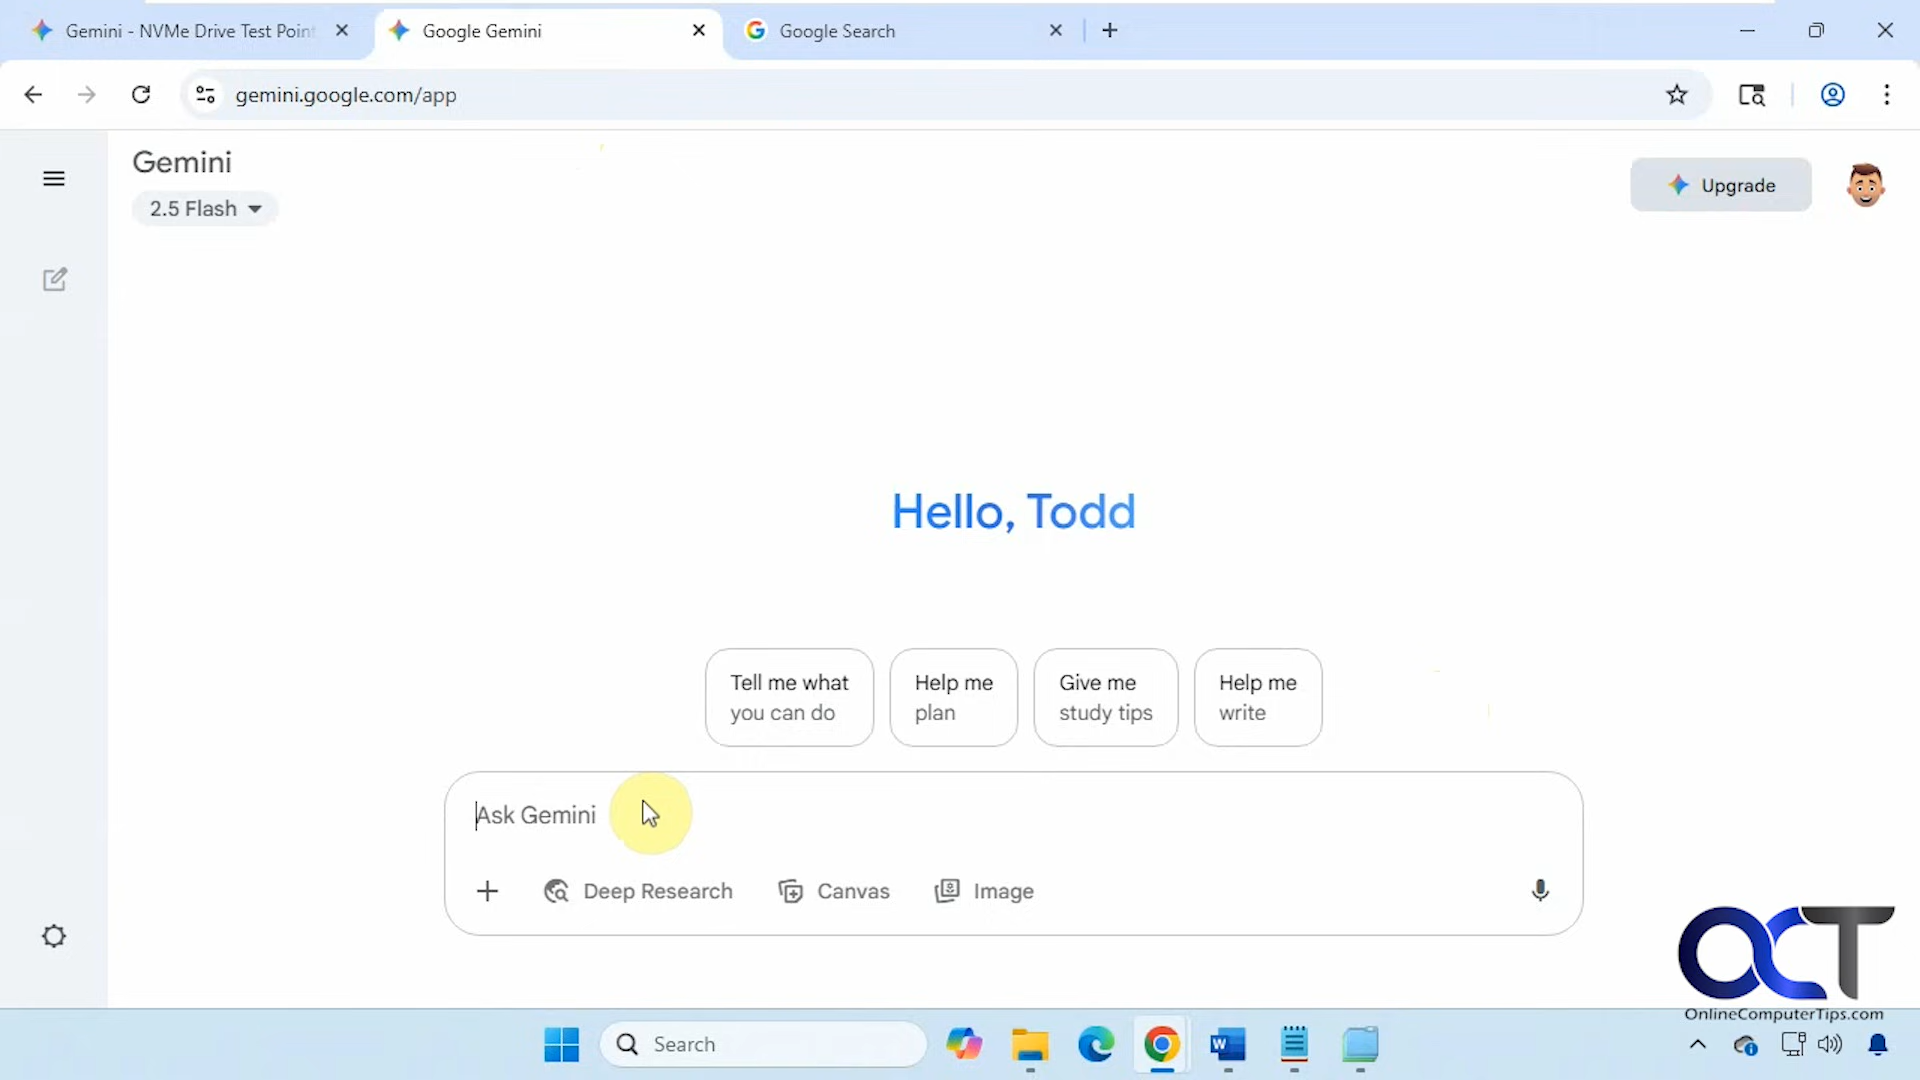 Gemini - NVMe Drive Test Point
Google Gemini
Google Search
gemini.google.com/app
Gemini
2.5 Flash
Upgrade
Hello, Todd
Tell me what
you can do
Help me
plan
Give me
study tips
Help me
write
Ask Gemini
Deep Research
Canvas
Image
OCT
OnlineComputerTips.com
Search